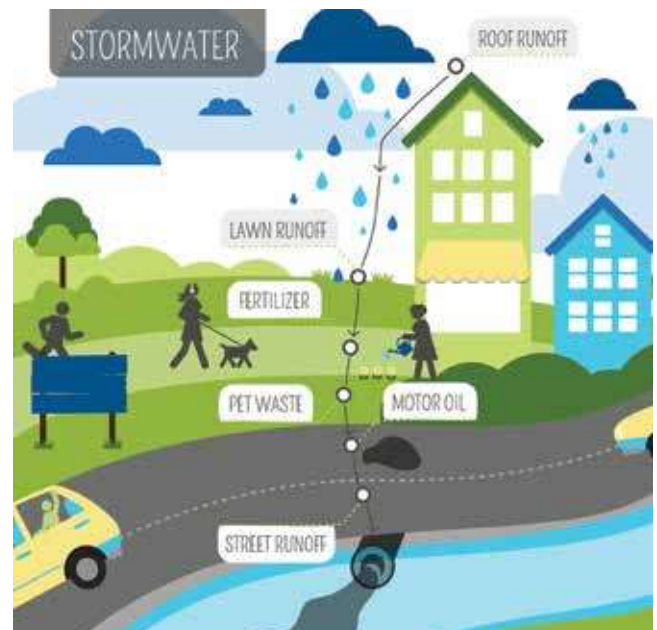 STORMWATER
ROOF RUNOFF
LAWN RUNOFF
FERTILIZER
PET WASTE
MOTOR OIL
STREET RUNOFF